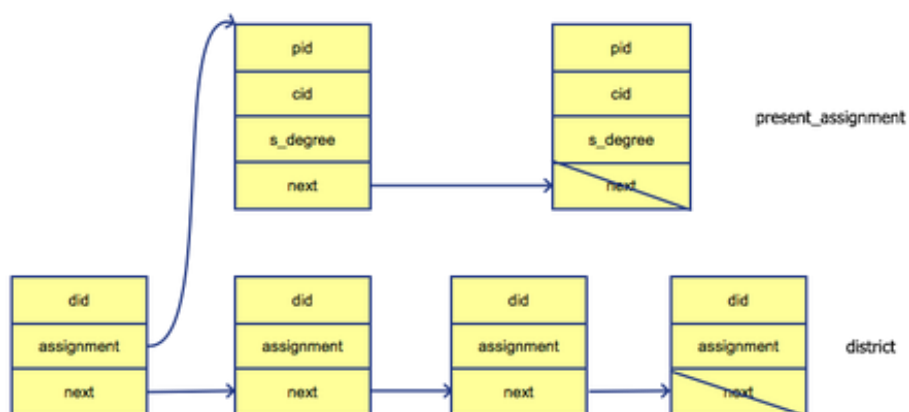 pid
pid
cid
cid
present_assignment
s_degree
s_degree
next
next
did
did
did
did
assignment
assignment
assignment
assignment
district
next
next
next
next